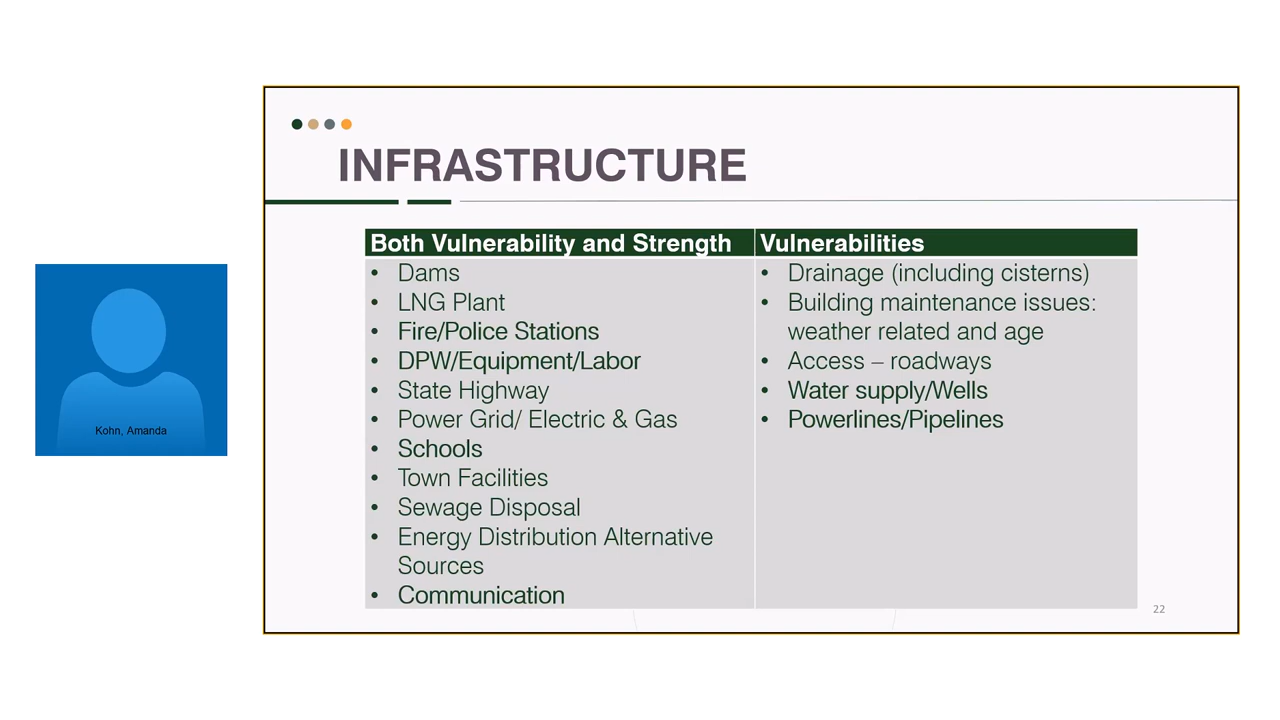 INFRASTRUCTURE
Both Vulnerability and Strength
• Dams
• LNG Plant
• Fire/Police Stations
• DPW/Equipment/Labor
• State Highway
• Power Grid/ Electric & Gas
• Schools
• Town Facilities
• Sewage Disposal
• Energy Distribution Alternative
Sources
• Communication
Vulnerabilities
• Drainage (including cisterns)
• Building maintenance issues:
weather related and age
• Access – roadways
• Water supply/Wells
• Powerlines/Pipelines
22
Kohn, Amanda